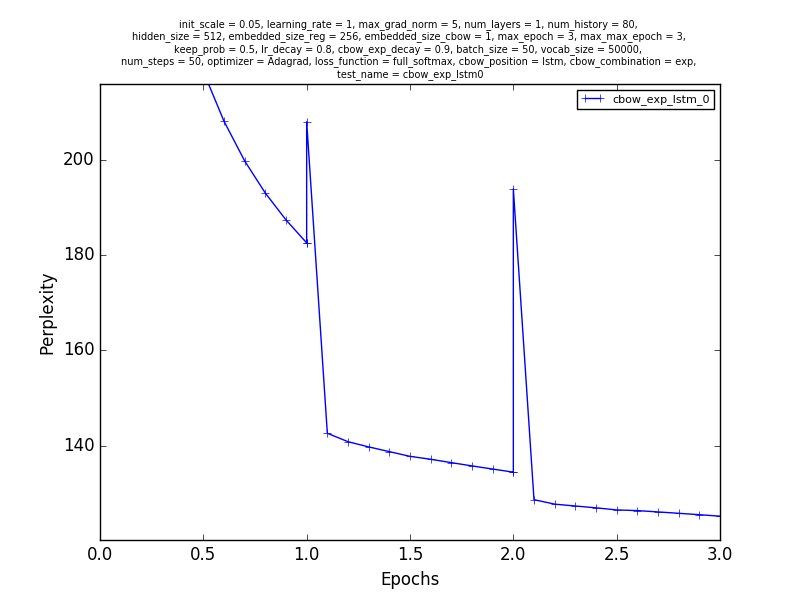 init_scale = 0.05, learning_rate = 1, max_grad_norm = 5, num_layers = 1, num_history = 80,
hidden_size = 512, embedded_size_reg = 256, embedded_size_cbow = 1, max_epoch = 3, max_max_epoch = 3,
keep_prob = 0.5, lr_decay = 0.8, cbow_exp_decay = 0.9, batch_size = 50, vocab_size = 50000,
num_steps = 50, optimizer = Adagrad, loss_function = full_softmax, cbow_position = lstm, cbow_combination = exp,
test_name = cbow_exp_lstm0
cbow_exp_lstm_0
200
180
160
140
Perplexity
0.0 0.5 1.0 1.5 2.0 2.5 3.0
Epochs